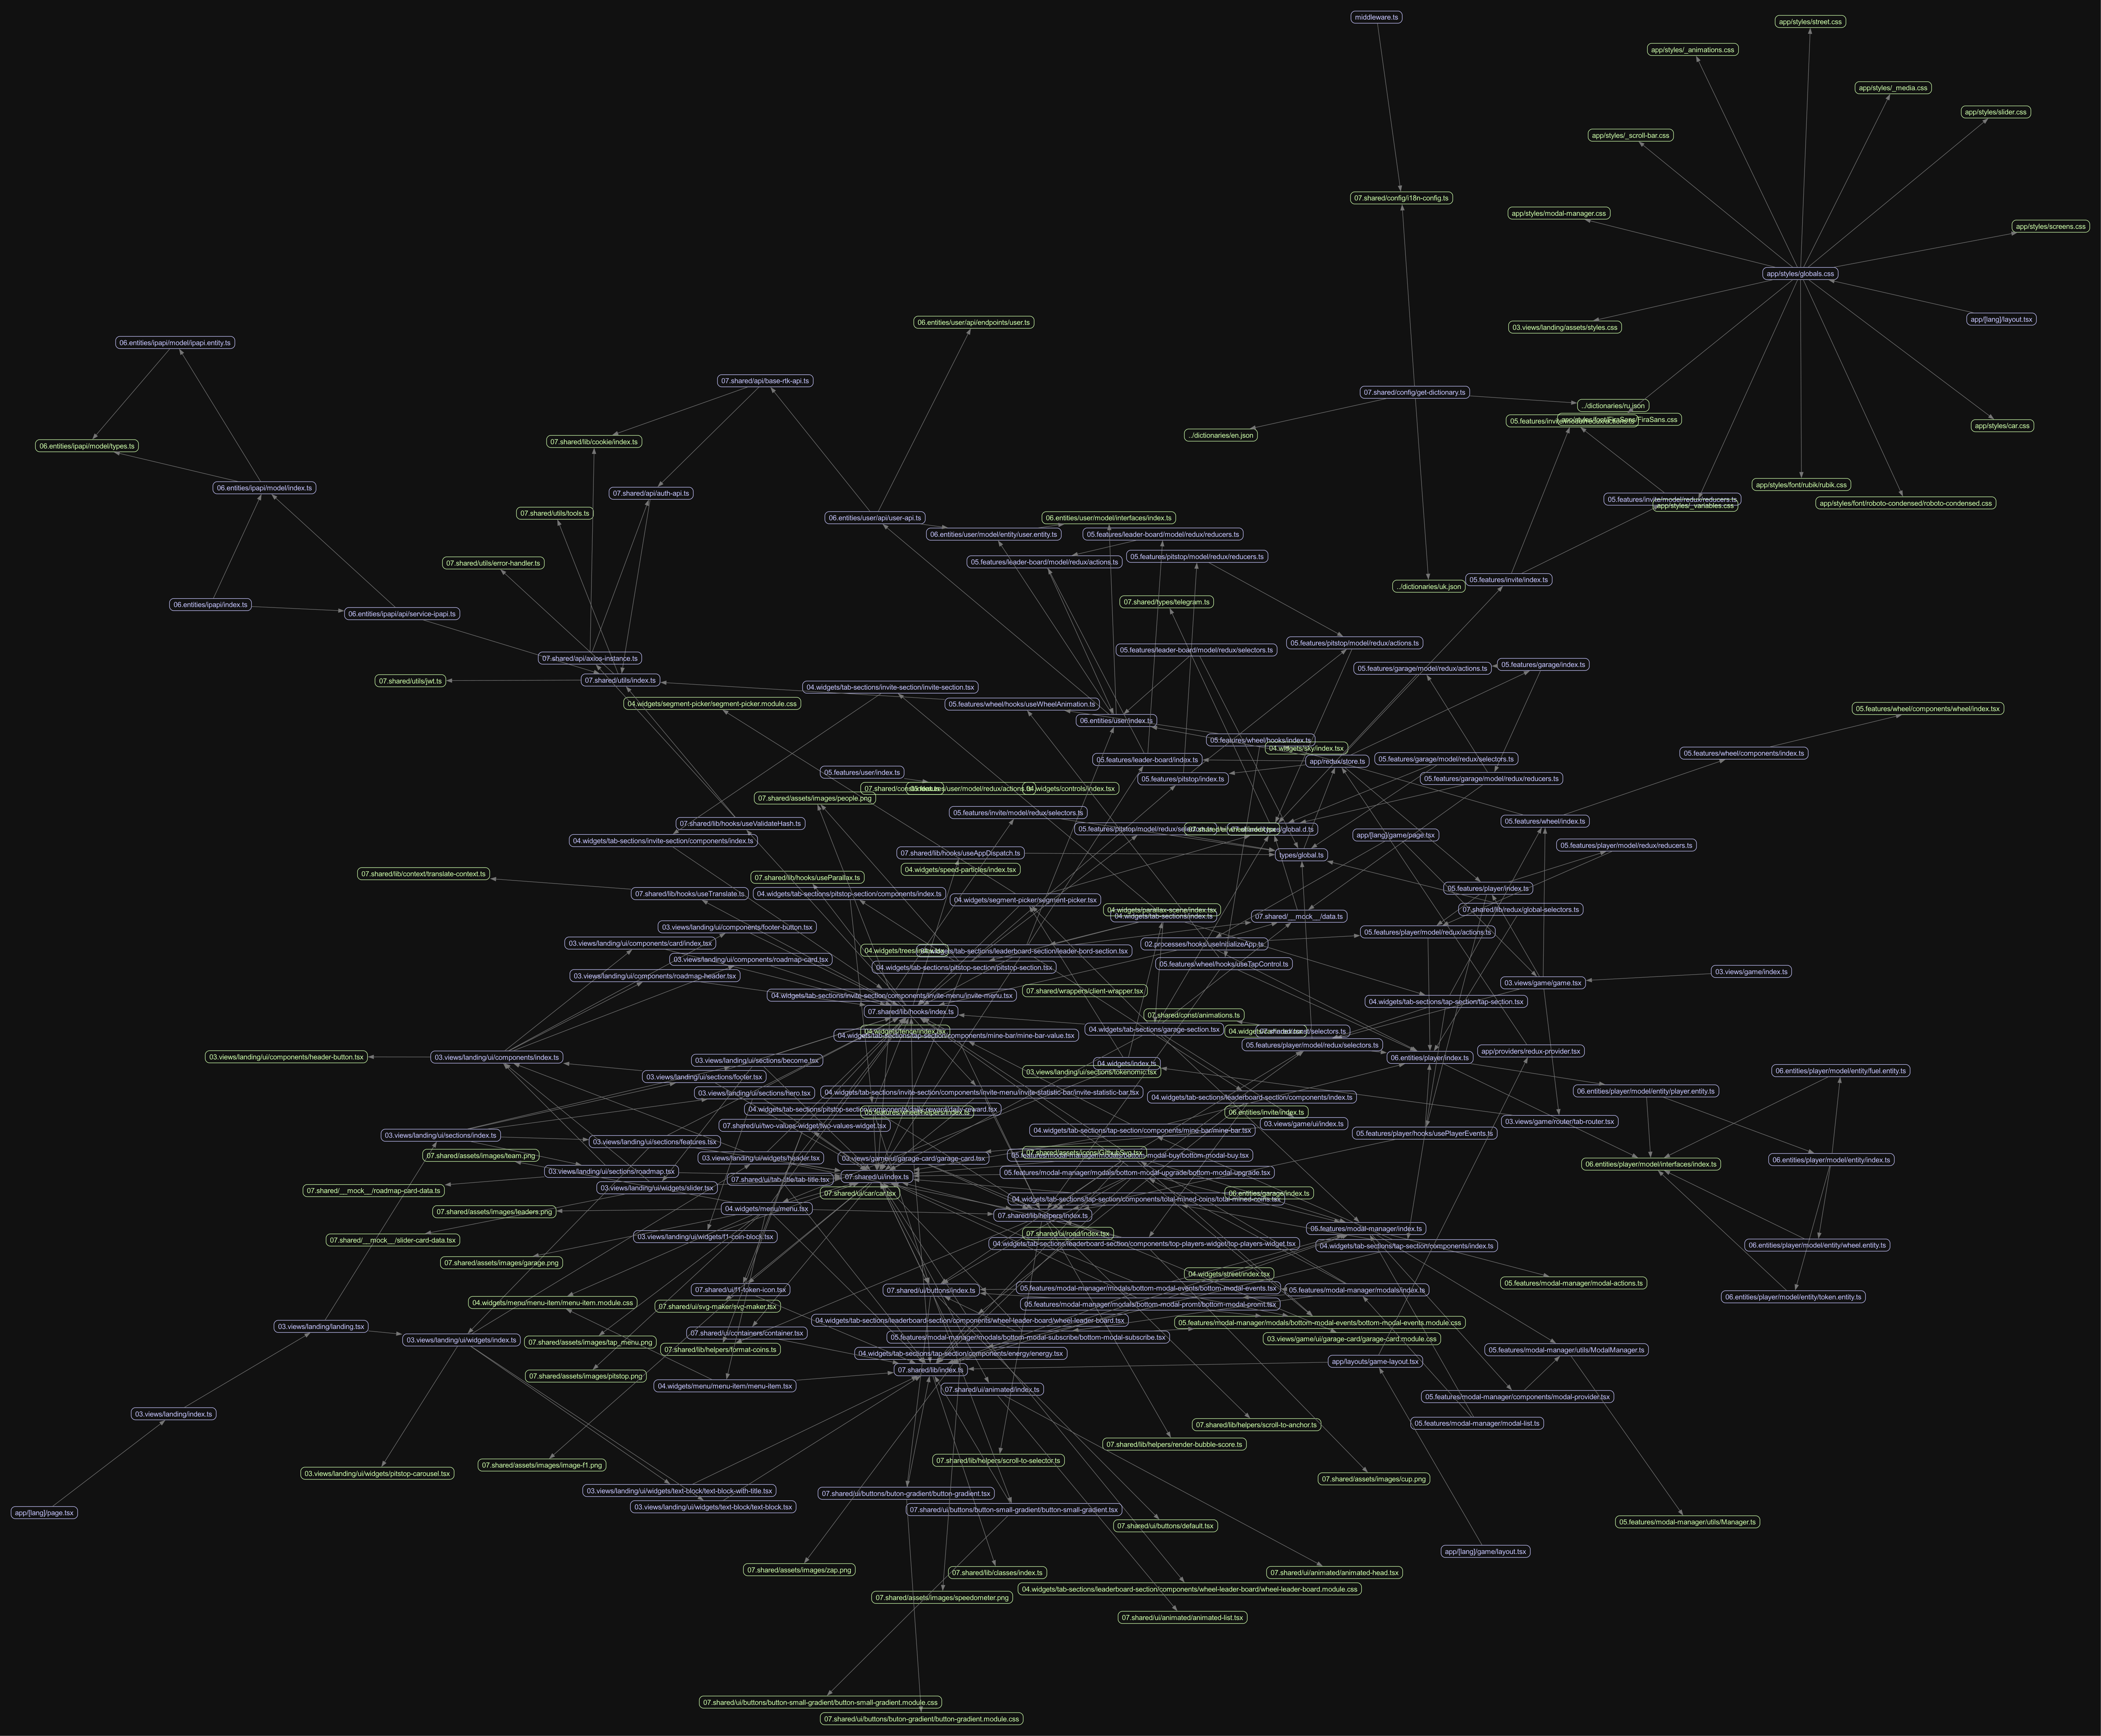 middleware.ts
app/styles/street.css
app/styles/_animations.css
app/styles/_media.css
app/styles/slider.css
app/styles/_scroll-bar.css
07.shared/config/i18n-config.ts
app/styles/modal-manager.css
app/styles/screens.css
app/styles/globals.css
app/[lang]/layout.tsx
06.entities/user/api/endpoints/user.ts
03.views/landing/assets/styles.css
06.entities/ipapi/model/ipapi.entity.ts
07.shared/api/base-rtk-api.ts
07.shared/config/get-dictionary.ts
../dictionaries/ru.json
app/styles/font/FiraSans/FiraSans.css
05.features/invite/model/redux/actions.ts
app/styles/car.css
../dictionaries/en.json
07.shared/lib/cookie/index.ts
06.entities/ipapi/model/types.ts
app/styles/font/rubik/rubik.css
06.entities/ipapi/model/index.ts
07.shared/api/auth-api.ts
05.features/invite/model/redux/reducers.ts
app/styles/_variables.css
app/styles/font/roboto-condensed/roboto-condensed.css
07.shared/utils/tools.ts
06.entities/user/api/user-api.ts
06.entities/user/model/interfaces/index.ts
06.entities/user/model/entity/user.entity.ts
05.features/leader-board/model/redux/reducers.ts
05.features/pitstop/model/redux/reducers.ts
07.shared/utils/error-handler.ts
05.features/leader-board/model/redux/actions.ts
05.features/invite/index.ts
../dictionaries/uk.json
07.shared/types/telegram.ts
06.entities/ipapi/index.ts
06.entities/ipapi/api/service-ipapi.ts
05.features/pitstop/model/redux/actions.ts
05.features/leader-board/model/redux/selectors.ts
07.shared/api/axios-instance.ts
05.features/garage/index.ts
05.features/garage/model/redux/actions.ts
07.shared/utils/jwt.ts
07.shared/utils/index.ts
04.widgets/tab-sections/invite-section/invite-section.tsx
04.widgets/segment-picker/segment-picker.module.css
05.features/wheel/hooks/useWheelAnimation.ts
05.features/wheel/components/wheel/index.tsx
06.entities/user/index.ts
05.features/wheel/hooks/index.ts
04.widgets/sky/index.tsx
05.features/wheel/components/index.ts
05.features/leader-board/index.ts
app/redux/store.ts
05.features/garage/model/redux/selectors.ts
05.features/user/index.ts
05.features/pitstop/index.ts
05.features/garage/model/redux/reducers.ts
05.features/user/model/redux/actions.ts
04.widgets/controls/index.tsx
07.shared/assets/images/people.png
05.features/invite/model/redux/selectors.ts
07.shared/lib/hooks/useValidateHash.ts
05.features/wheel/index.ts
types/global.d.ts
04.widgets/tab-sections/invite-section/components/index.ts
app/[lang]/game/page.tsx
05.features/player/model/redux/reducers.ts
07.shared/lib/hooks/useAppDispatch.ts
types/global.ts
04.widgets/speed-particles/index.tsx
07.shared/lib/context/translate-context.ts
07.shared/lib/hooks/useParallax.ts
05.features/player/index.ts
07.shared/lib/hooks/useTranslate.ts
04.widgets/tab-sections/pitstop-section/components/index.ts
04.widgets/segment-picker/segment-picker.tsx
04.widgets/parallax-scene/index.tsx
04.widgets/tab-sections/index.ts
07.shared/lib/redux/global-selectors.ts
07.shared/__mock__/data.ts
03.views/landing/ui/components/footer-button.tsx
05.features/player/model/redux/actions.ts
03.views/landing/ui/components/card/index.tsx
02.processes/hooks/useInitializeApp.ts
04.widgets/trees/index.tsx
04.widgets/tab-sections/leaderboard-section/leader-bord-section.tsx
03.views/landing/ui/components/roadmap-card.tsx
05.features/wheel/hooks/useTapControl.ts
04.widgets/tab-sections/pitstop-section/pitstop-section.tsx
03.views/game/index.ts
03.views/landing/ui/components/roadmap-header.tsx
03.views/game/game.tsx
07.shared/wrappers/client-wrapper.tsx
04.widgets/tab-sections/invite-section/components/invite-menu/invite-menu.tsx
04.widgets/tab-sections/tap-section/tap-section.tsx
07.shared/lib/hooks/index.ts
07.shared/const/animations.ts
04.widgets/tab-sections/garage-section.tsx
04.widgets/fence/index.tsx
04.widgets/tab-sections/tap-section/components/mine-bar/mine-bar-value.tsx
05.features/player/model/redux/selectors.ts
app/providers/redux-provider.tsx
03.views/landing/ui/components/header-button.tsx
03.views/landing/ui/components/index.ts
03.views/landing/ui/sections/become.tsx
06.entities/player/index.ts
04.widgets/index.ts
03.views/landing/ui/sections/tokenomic.tsx
06.entities/player/model/entity/fuel.entity.ts
03.views/landing/ui/sections/footer.tsx
03.views/landing/ui/sections/hero.tsx
04.widgets/tab-sections/invite-section/components/invite-menu/invite-statistic-bar/invite-statistic-bar.tsx
06.entities/player/model/entity/player.entity.ts
04.widgets/tab-sections/leaderboard-section/components/index.ts
04.widgets/tab-sections/pitstop-section/components/daily-reward/daily-reward.tsx
05.features/wheel/helpers/index.ts
06.entities/invite/index.ts
03.views/game/router/tab-router.tsx
07.shared/ui/two-values-widget/two-values-widget.tsx
03.views/game/ui/index.ts
04.widgets/tab-sections/tap-section/components/mine-bar/mine-bar.tsx
05.features/player/hooks/usePlayerEvents.ts
03.views/landing/ui/sections/index.ts
03.views/landing/ui/sections/features.tsx
07.shared/assets/images/team.png
07.shared/assets/icons/GithubSvg.tsx
05.features/modal-manager/modals/bottom-modal-buy/bottom-modal-buy.tsx
03.views/landing/ui/widgets/header.tsx
03.views/game/ui/garage-card/garage-card.tsx
06.entities/player/model/entity/index.ts
06.entities/player/model/interfaces/index.ts
03.views/landing/ui/sections/roadmap.tsx
05.features/modal-manager/modals/bottom-modal-upgrade/bottom-modal-upgrade.tsx
07.shared/ui/tab-title/tab-title.tsx
07.shared/ui/index.ts
03.views/landing/ui/widgets/slider.tsx
07.shared/__mock__/roadmap-card-data.ts
07.shared/ui/car/car.tsx
06.entities/garage/index.ts
04.widgets/tab-sections/tap-section/components/total-mined-coins/total-mined-coins.tsx
07.shared/assets/images/leaders.png
04.widgets/menu/menu.tsx
07.shared/lib/helpers/index.ts
05.features/modal-manager/index.ts
07.shared/ui/road/index.tsx
03.views/landing/ui/widgets/f1-coin-block.tsx
07.shared/__mock__/slider-card-data.ts
04.widgets/tab-sections/leaderboard-section/components/top-players-widget/top-players-widget.tsx
04.widgets/tab-sections/tap-section/components/index.ts
06.entities/player/model/entity/wheel.entity.ts
07.shared/assets/images/garage.png
04.widgets/street/index.tsx
05.features/modal-manager/modal-actions.ts
07.shared/ui/f1-token-icon.tsx
07.shared/ui/buttons/index.ts
05.features/modal-manager/modals/bottom-modal-events/bottom-modal-events.tsx
05.features/modal-manager/modals/index.ts
06.entities/player/model/entity/token.entity.ts
04.widgets/menu/menu-item/menu-item.module.css
07.shared/ui/svg-maker/svg-maker.tsx
05.features/modal-manager/modals/bottom-modal-promt/bottom-modal-promt.tsx
04.widgets/tab-sections/leaderboard-section/components/wheel-leader-board/wheel-leader-board.tsx
05.features/modal-manager/modals/bottom-modal-events/bottom-modal-events.module.css
03.views/landing/landing.tsx
07.shared/ui/containers/container.tsx
05.features/modal-manager/modals/bottom-modal-subscribe/bottom-modal-subscribe.tsx
03.views/game/ui/garage-card/garage-card.module.css
03.views/landing/ui/widgets/index.ts
07.shared/assets/images/tap_menu.png
07.shared/lib/helpers/format-coins.ts
04.widgets/tab-sections/tap-section/components/energy/energy.tsx
05.features/modal-manager/utils/ModalManager.ts
app/layouts/game-layout.tsx
07.shared/lib/index.ts
07.shared/assets/images/pitstop.png
04.widgets/menu/menu-item/menu-item.tsx
07.shared/ui/animated/index.ts
05.features/modal-manager/components/modal-provider.tsx
03.views/landing/index.ts
05.features/modal-manager/modal-list.ts
07.shared/lib/helpers/scroll-to-anchor.ts
07.shared/lib/helpers/render-bubble-score.ts
07.shared/lib/helpers/scroll-to-selector.ts
07.shared/assets/images/image-f1.png
03.views/landing/ui/widgets/pitstop-carousel.tsx
07.shared/assets/images/cup.png
03.views/landing/ui/widgets/text-block/text-block-with-title.tsx
07.shared/ui/buttons/buton-gradient/button-gradient.tsx
03.views/landing/ui/widgets/text-block/text-block.tsx
07.shared/ui/buttons/button-small-gradient/button-small-gradient.tsx
app/[lang]/page.tsx
05.features/modal-manager/utils/Manager.ts
07.shared/ui/buttons/default.tsx
app/[lang]/game/layout.tsx
07.shared/assets/images/zap.png
07.shared/lib/classes/index.ts
07.shared/ui/animated/animated-head.tsx
04.widgets/tab-sections/leaderboard-section/components/wheel-leader-board/wheel-leader-board.module.css
07.shared/assets/images/speedometer.png
07.shared/ui/animated/animated-list.tsx
07.shared/ui/buttons/button-small-gradient/button-small-gradient.module.css
07.shared/ui/buttons/buton-gradient/button-gradient.module.css